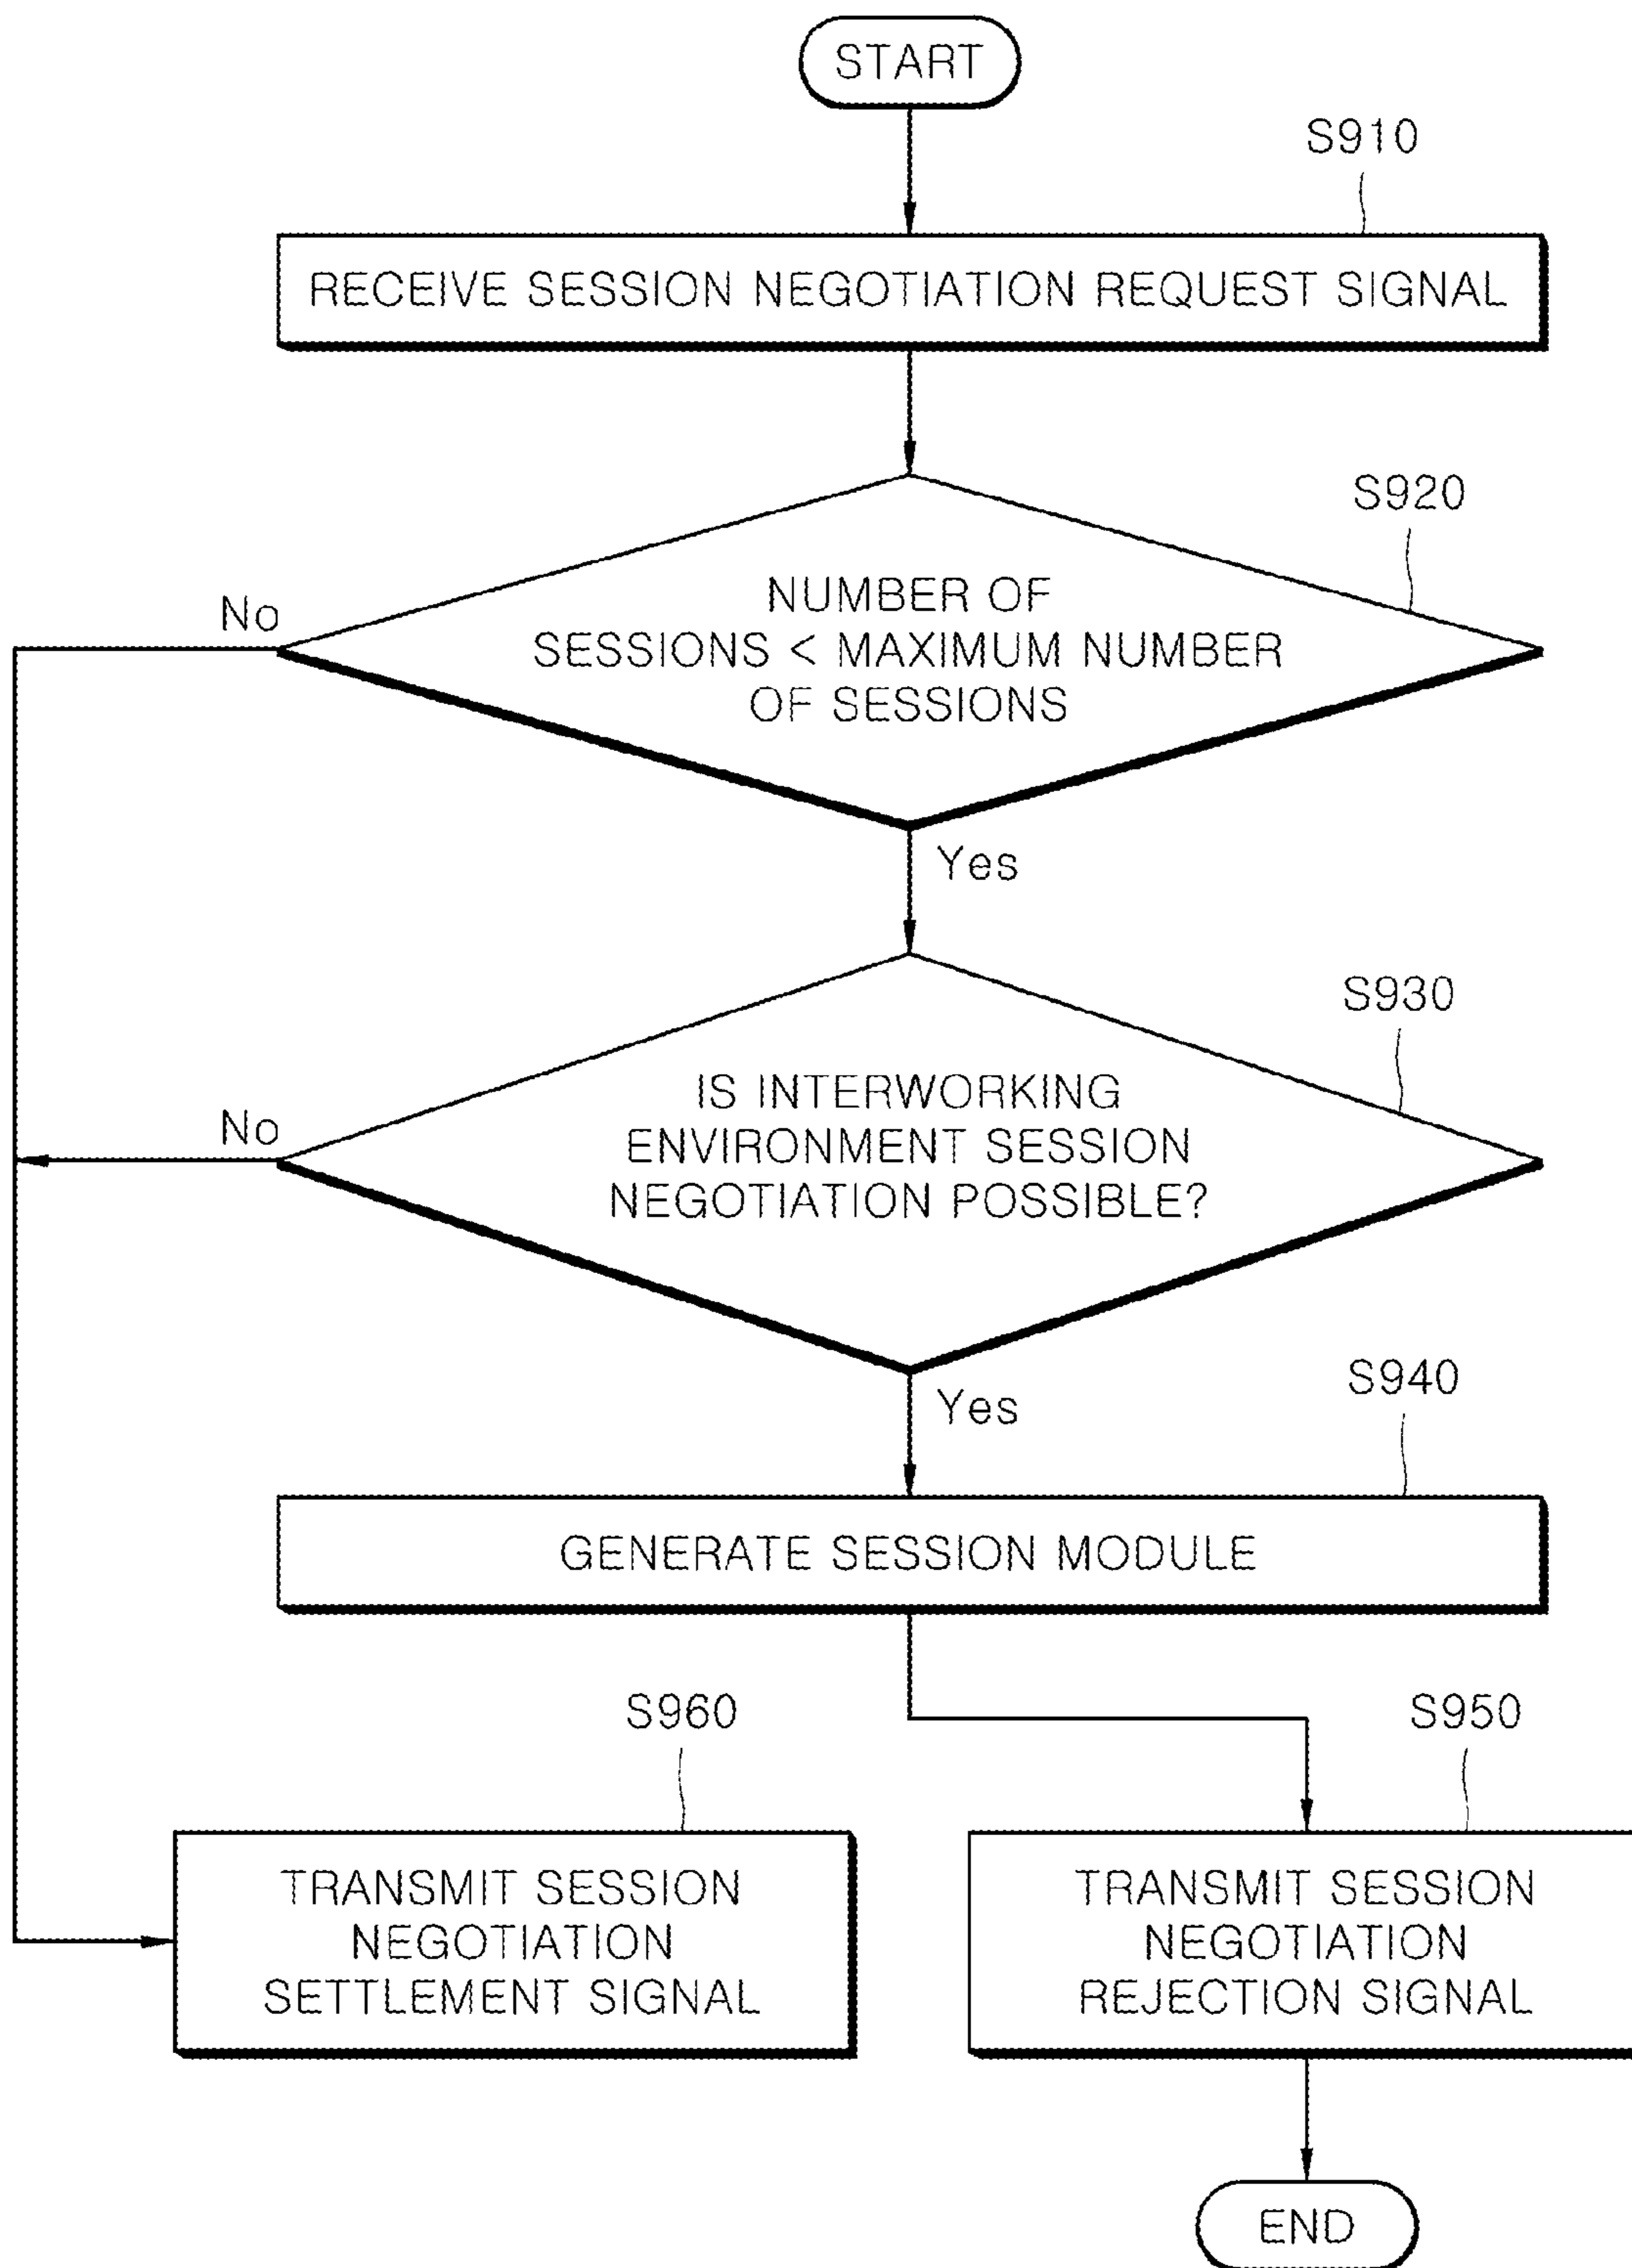 START
S910
RECEIVE SESSION NEGOTIATION REQUEST SIGNAL
S920
NUMBER OF
SESSIONS < MAXIMUM NUMBER
OF SESSIONS
No
Yes
S930
IS INTERWORKING
ENVIRONMENT SESSION
NEGOTIATION POSSIBLE?
No
Yes
S940
GENERATE SESSION MODULE
S960
TRANSMIT SESSION
NEGOTIATION
SETTLEMENT SIGNAL
S950
TRANSMIT SESSION
NEGOTIATION
REJECTION SIGNAL
END